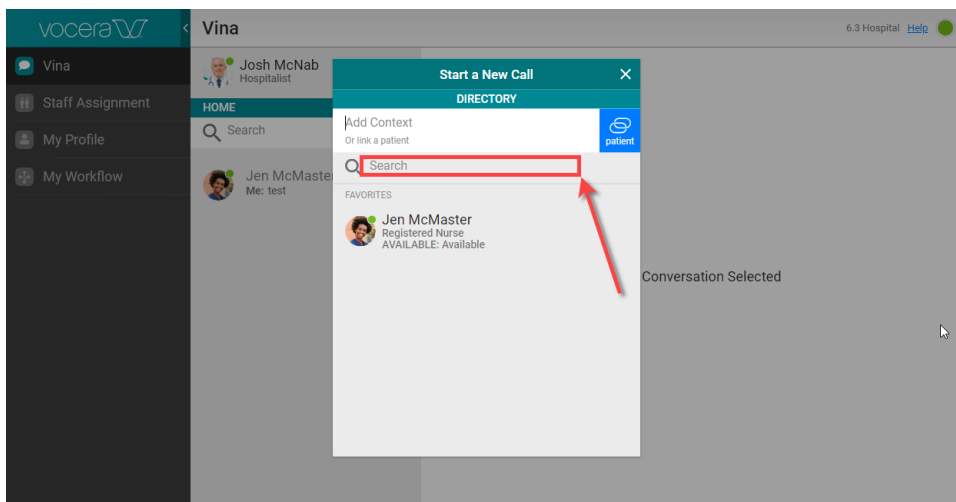 vocera
Vina
6.3 Hospital Help
Vina
Staff Assignment
My Profile
My Workflow
Josh McNab
Hospitalist
HOME
Search
Jen McMaster
Me: test
Start a New Call
DIRECTORY
Add Context
Or link a patient
patient
Search
FAVORITES
Jen McMaster
Registered Nurse
AVAILABLE: Available
Conversation Selected